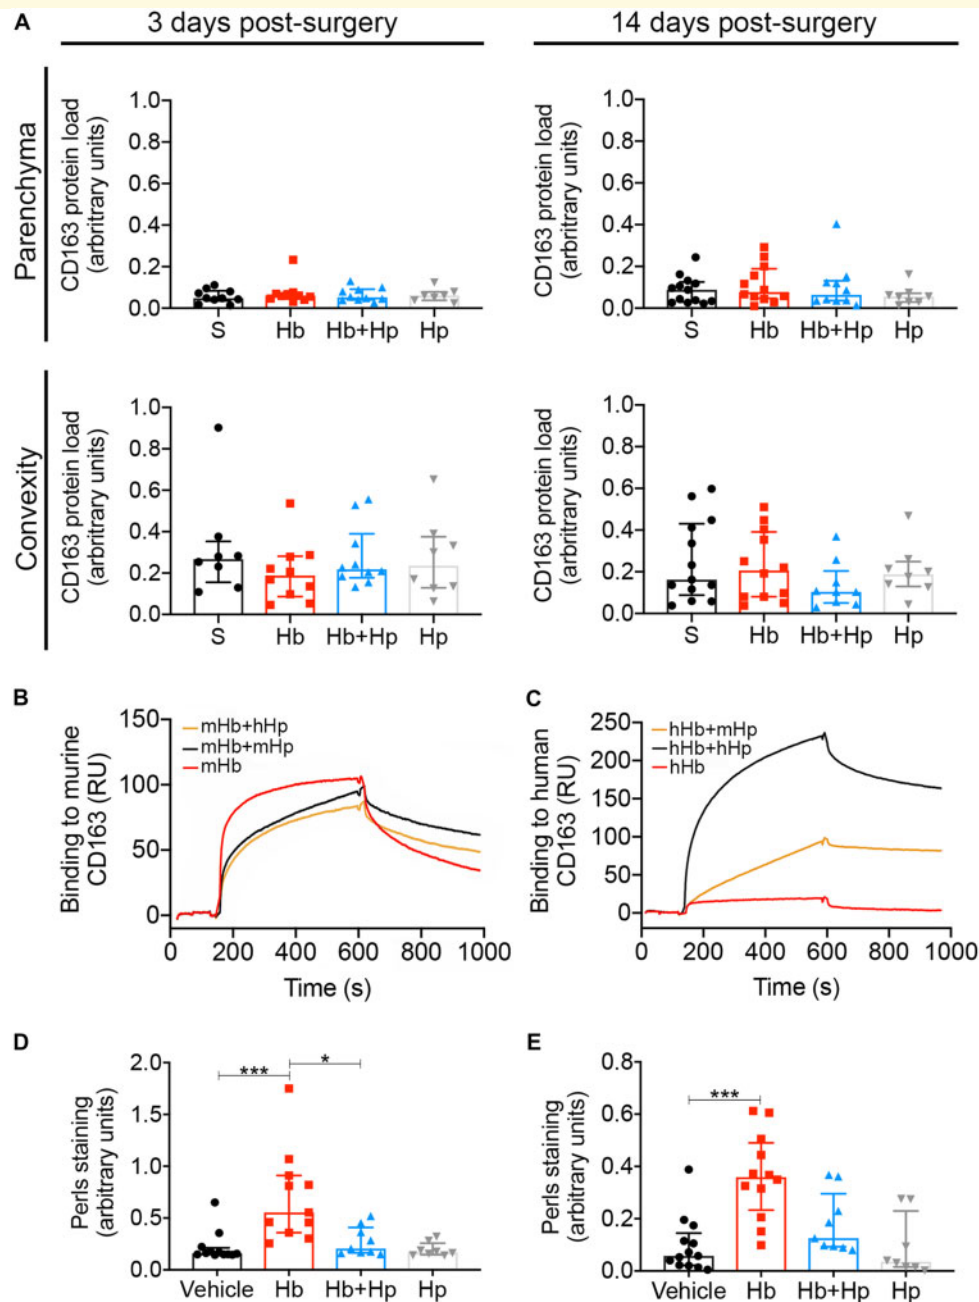 A
3 days post-surgery
14 days post-surgery
Parenchyma
CD163 protein load
(arbritrary units)
1.0
0.8
0.6
0.4
0.2
0.0
S Hb Hb+Hp Hp
CD163 protein load
(arbritrary units)
1.0
0.8
0.6
0.4
0.2
0.0
S Hb Hb+Hp Hp
Convexity
CD163 protein load
(arbritrary units)
1.0
0.8
0.6
0.4
0.2
0.0
S Hb Hb+Hp Hp
CD163 protein load
(arbritrary units)
1.0
0.8
0.6
0.4
0.2
0.0
S Hb Hb+Hp Hp
B
Binding to murine
CD163 (RU)
150
100
50
0
mHb+hHp
mHb+mHp
mHb
0 200 400 600 800 1000
Time (s)
C
Binding to human
CD163 (RU)
250
200
150
100
50
0
hHb+mHp
hHb+hHp
hHb
0 200 400 600 800 1000
Time (s)
D
Perls staining
(arbitrary units)
2.0
1.5
1.0
0.5
0.0
*** *
Vehicle Hb Hb+Hp Hp
E
Perls staining
(arbitrary units)
0.8
0.6
0.4
0.2
0.0
***
Vehicle Hb Hb+Hp Hp